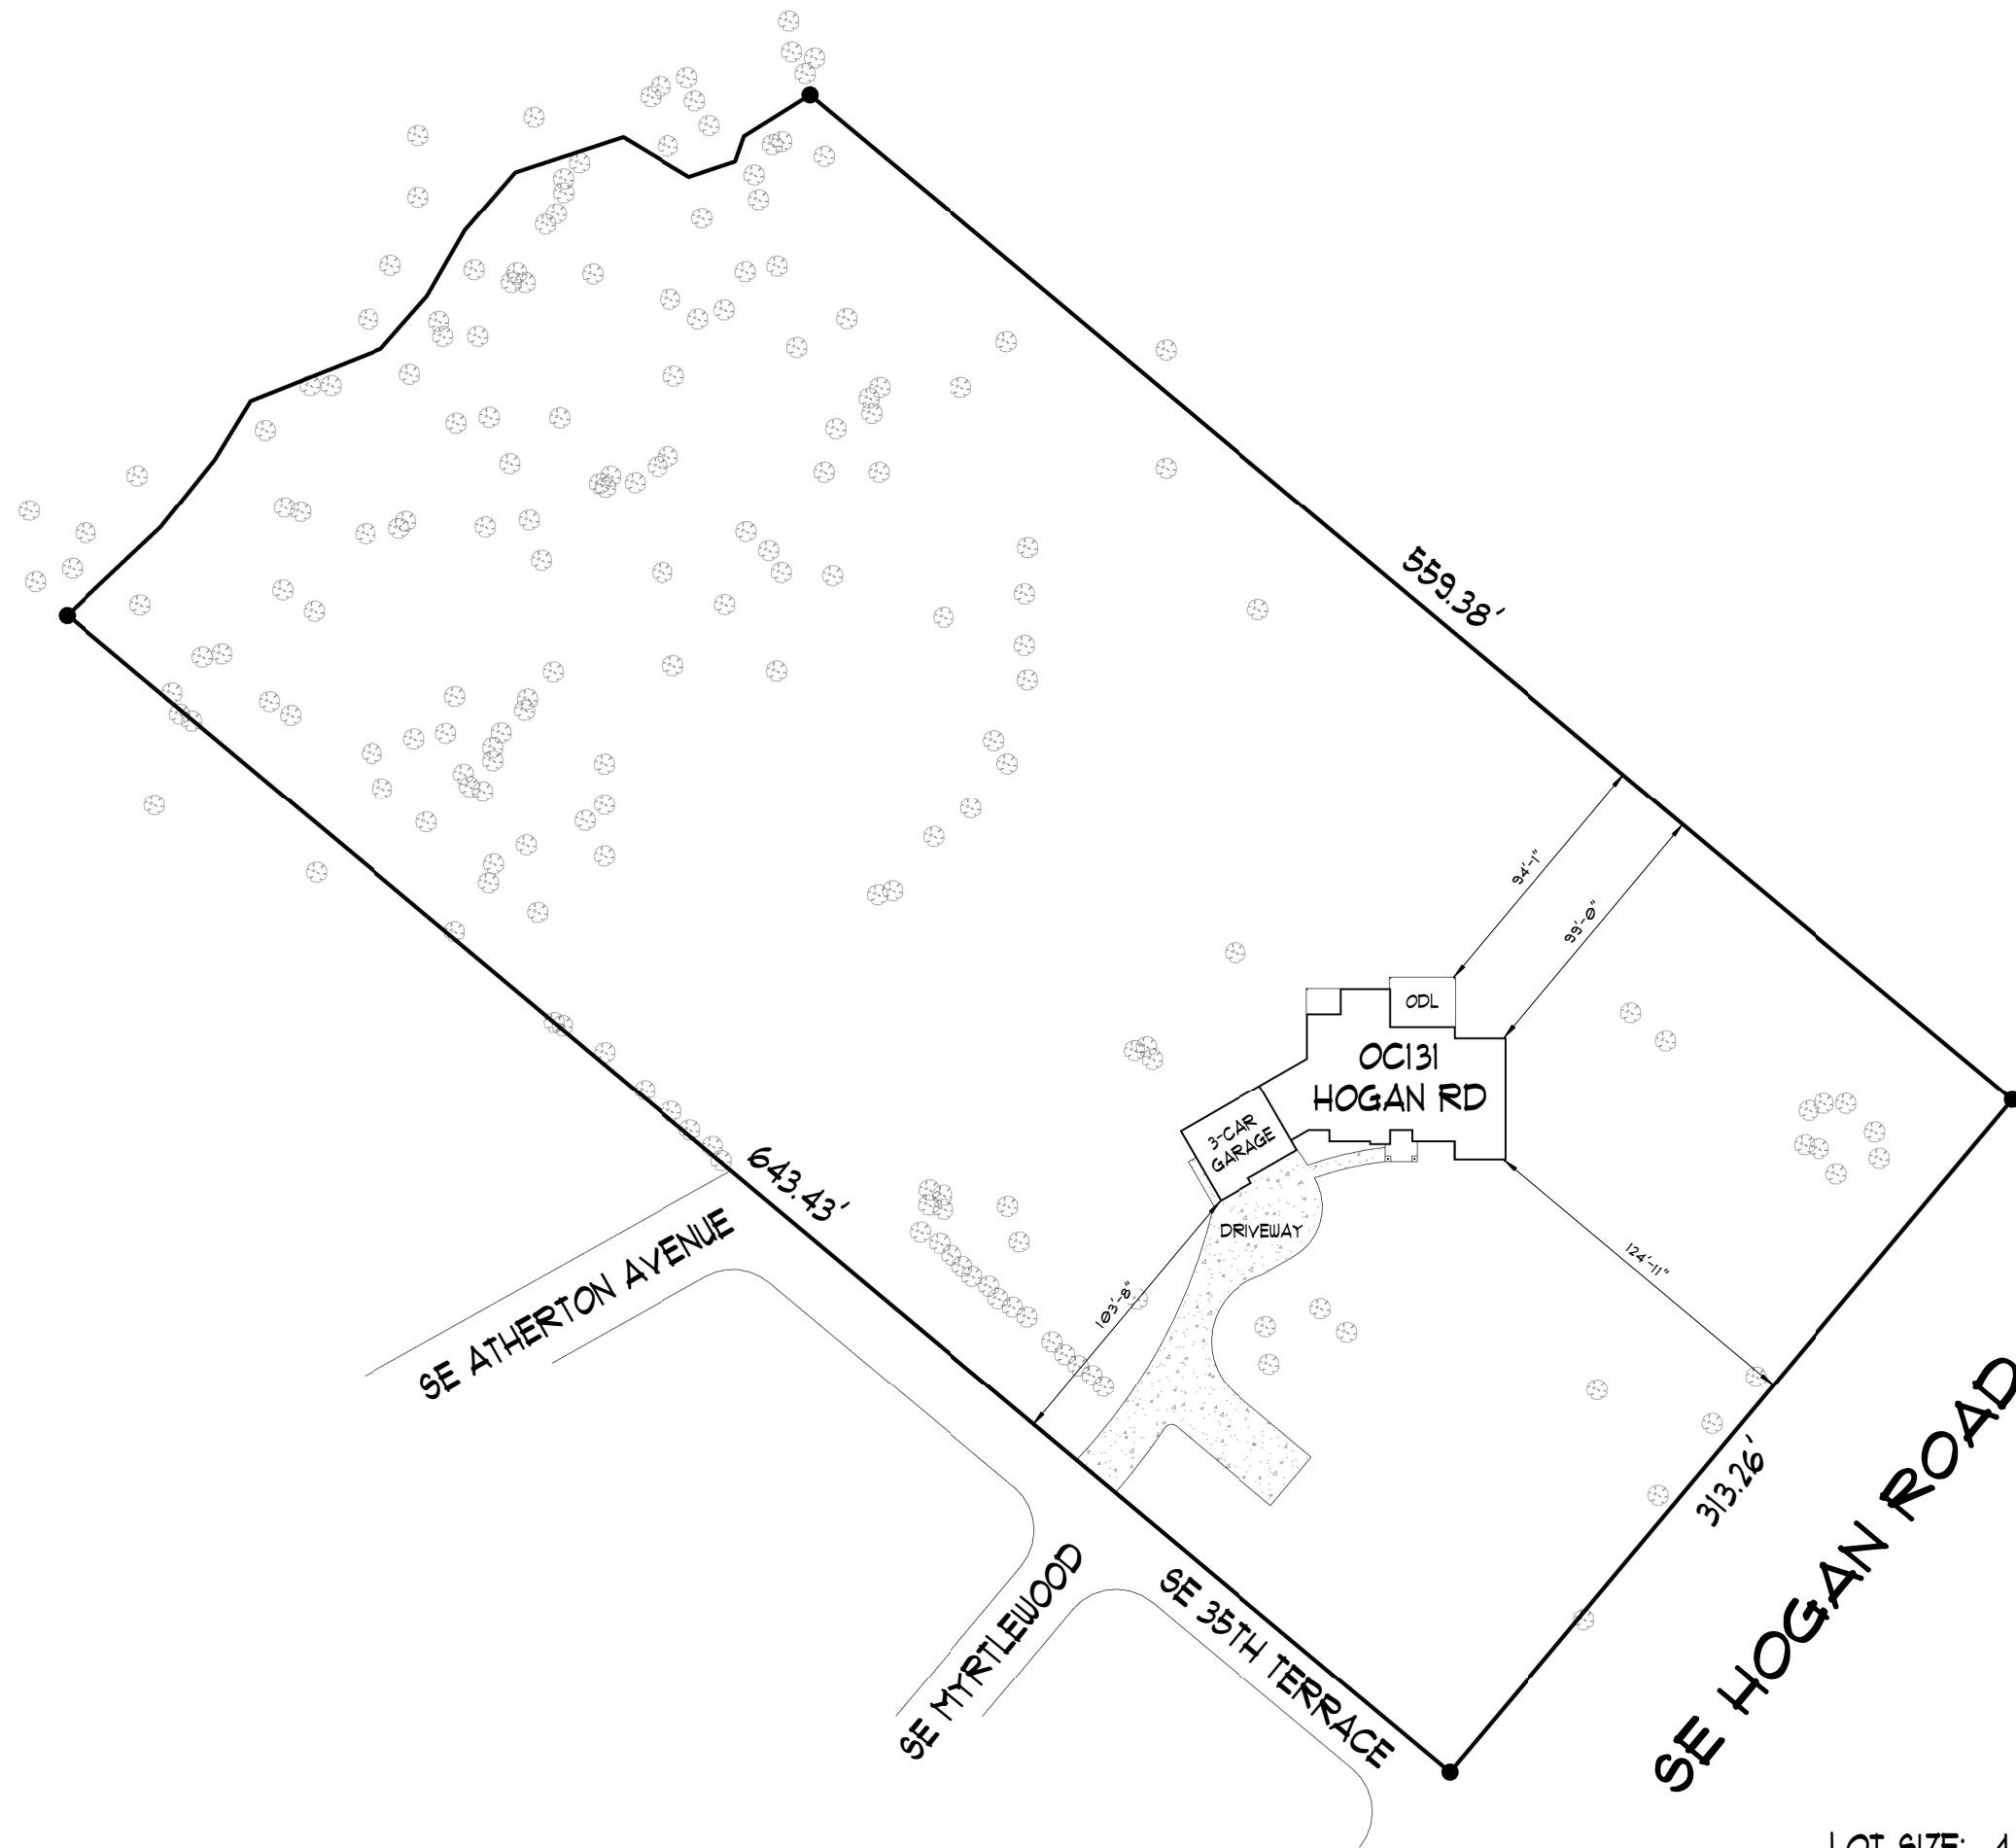 559.38'
94'-1"
99'-0"
ODL
OC131
HOGAN RD
3-CAR
GARAGE
DRIVEWAY
643.43'
103'-8"
124'-11"
313.26'
SE ATHERTON AVENUE
SE MYRTLEWOOD
SE 35TH TERRACE
SE HOGAN ROAD
LOT SIZE: